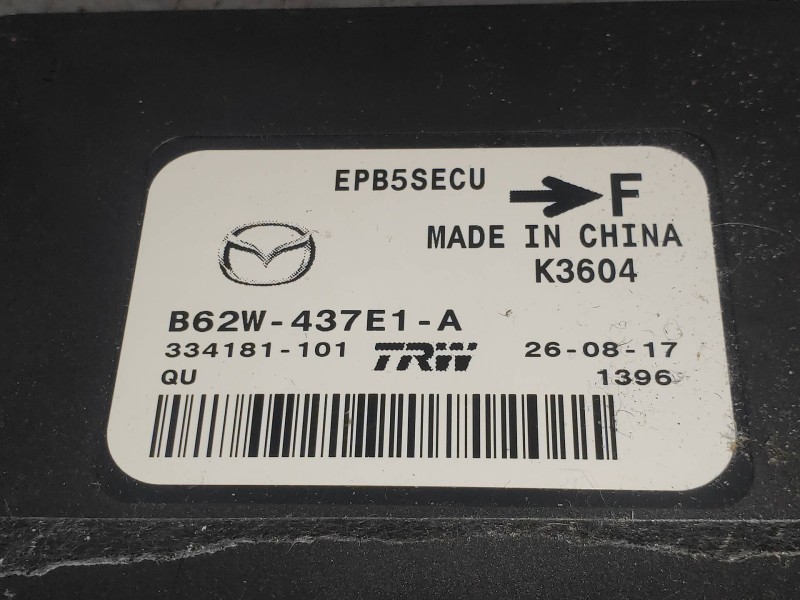 EPB5SECU F
MADE IN CHINA
K3604
B62W-437E1-A
334181-101 TRW 26-08-17
QU 1396